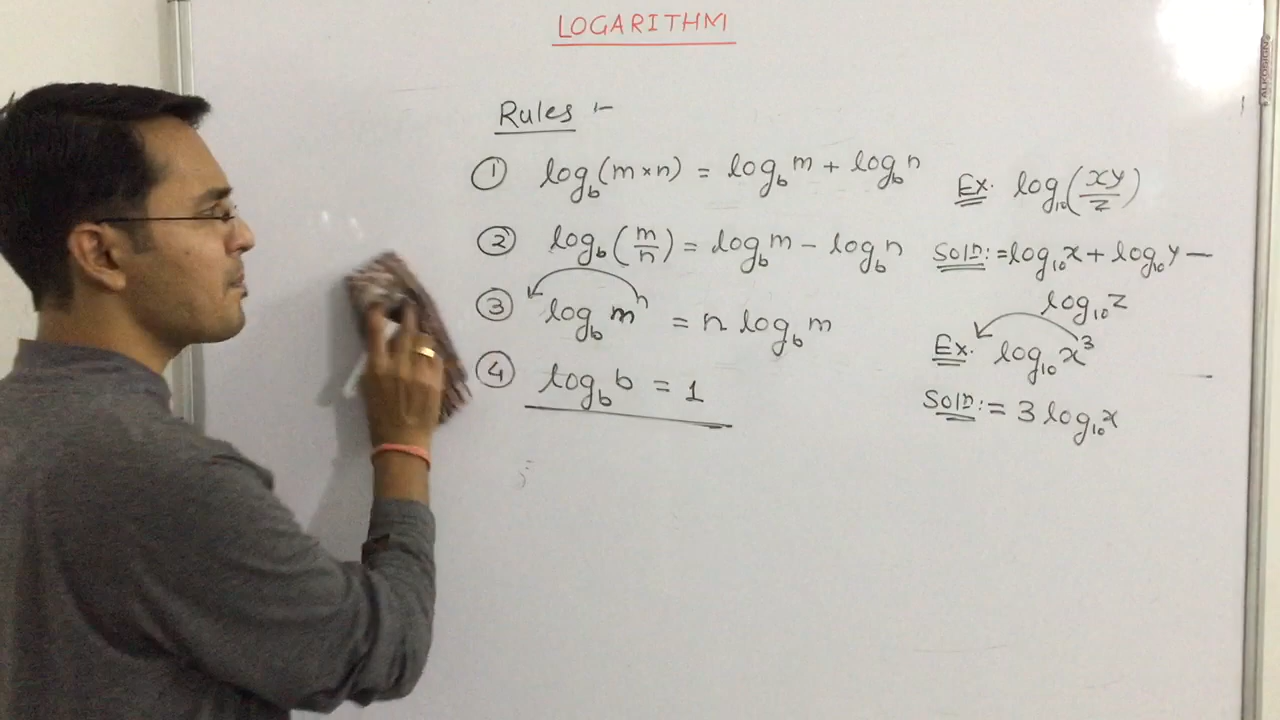 LOGARITHM
Rules :-
① log_b(m×n) = log_b m + log_b n
② log_b(m/n) = log_b m - log_b n
③ log_b m^n = n log_b m
④ log_b b = 1
Ex. log_10(xy/z)
Solⁿ: = log_10 x + log_10 y -
log_10 z
Ex. log_10 x^3
Solⁿ: = 3 log_10 x
ALKOSIGN